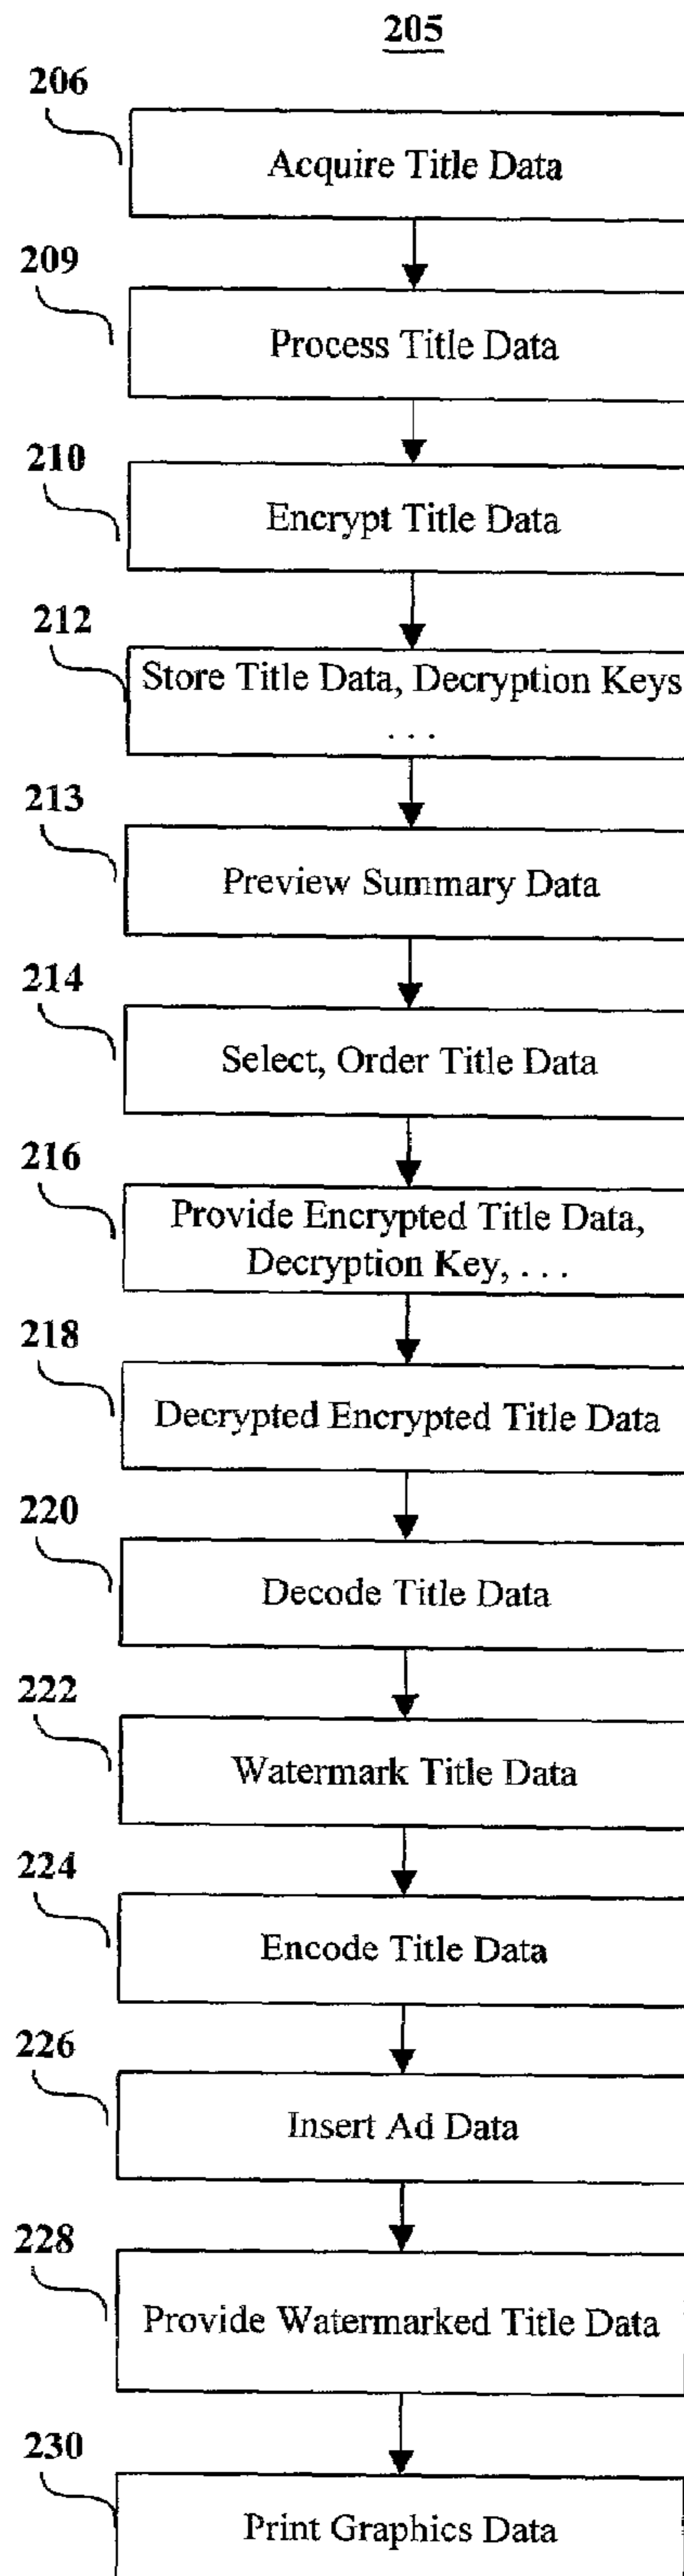 205
206
Acquire Title Data
209
Process Title Data
210
Encrypt Title Data
212
Store Title Data, Decryption Keys
. . .
213
Preview Summary Data
214
Select, Order Title Data
216
Provide Encrypted Title Data,
Decryption Key, . . .
218
Decrypted Encrypted Title Data
220
Decode Title Data
222
Watermark Title Data
224
Encode Title Data
226
Insert Ad Data
228
Provide Watermarked Title Data
230
Print Graphics Data